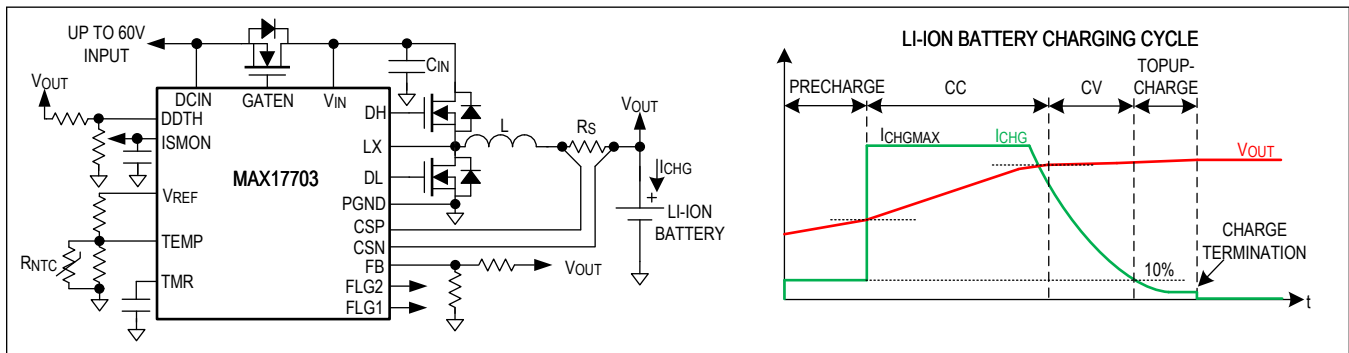 UP TO 60V
INPUT
VOUT
DCIN
GATEN
VIN
CIN
DDTH
ISMON
VREF
TEMP
TMR
RNTC
MAX17703
DH
LX
DL
PGND
CSP
CSN
FB
FLG2
FLG1
L
RS
VOUT
ICHG
+
LI-ION
BATTERY
VOUT
LI-ION BATTERY CHARGING CYCLE
PRECHARGE
CC
CV
TOPUP-
CHARGE
ICHGMAX
ICHG
VOUT
10%
CHARGE
TERMINATION
t